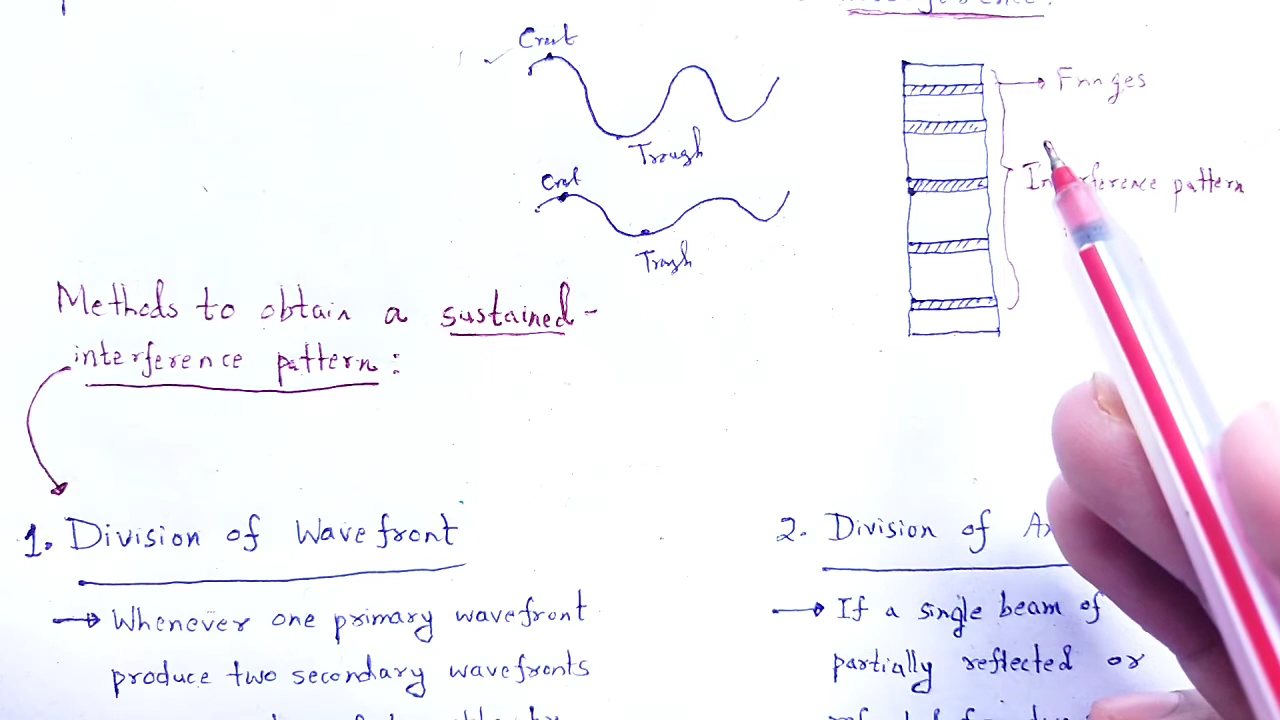 Crest
Fringes
Trough
Interference pattern
Crest
Trough
Methods to obtain a sustained-
interference pattern:
1. Division of Wavefront
2. Division of
→ Whenever one primary wavefront
produce two secondary wavefronts
→ If a single beam of
partially reflected or